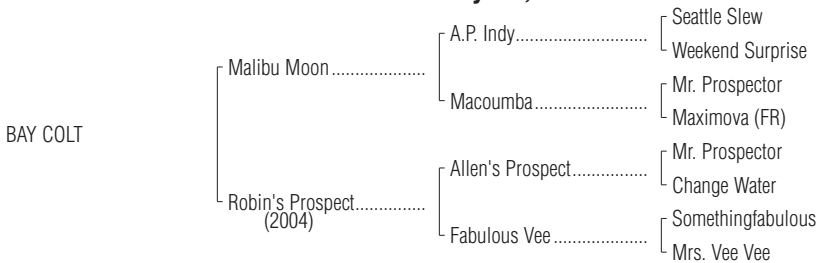 Seattle Slew
A.P. Indy
Weekend Surprise
Malibu Moon
Mr. Prospector
Macoumba
Maximova (FR)
BAY COLT
Mr. Prospector
Allen's Prospect
Change Water
Robin's Prospect
(2004)
Somethingfabulous
Fabulous Vee
Mrs. Vee Vee